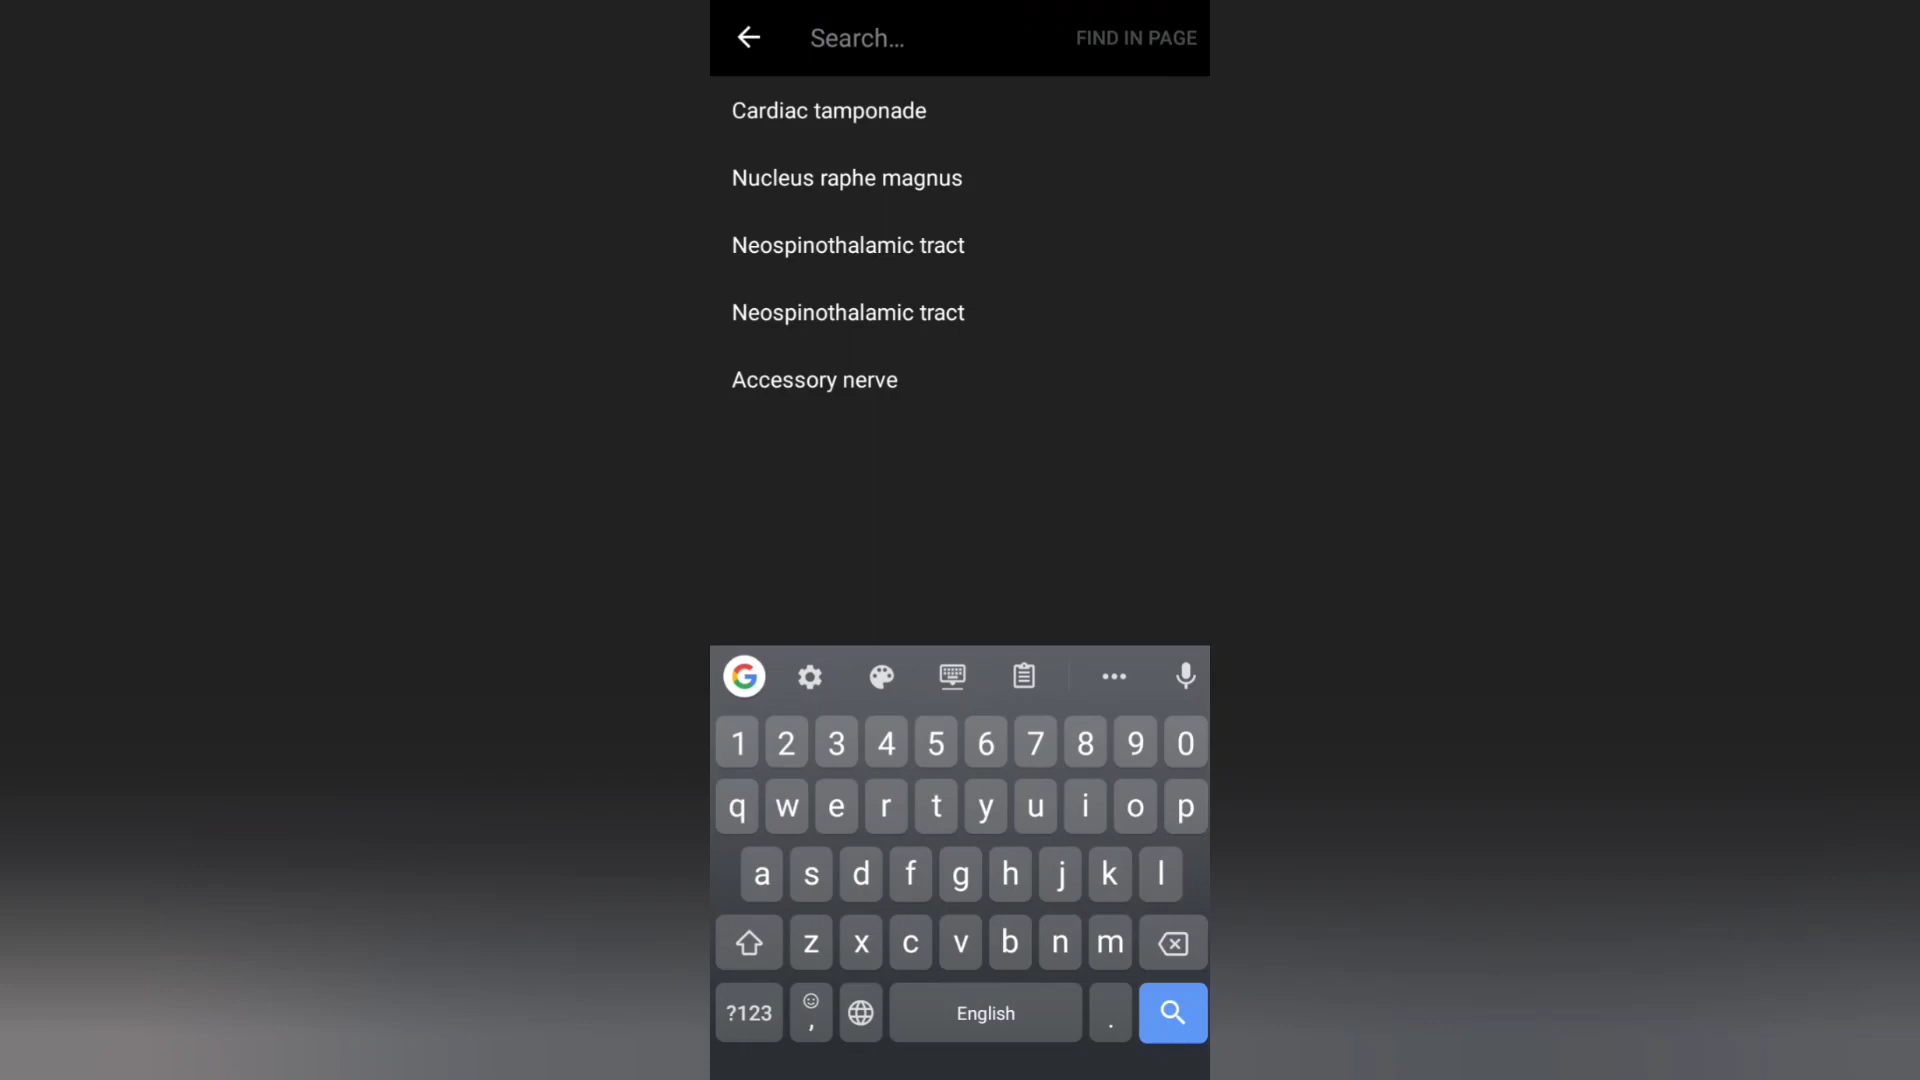 Search...
FIND IN PAGE
Cardiac tamponade
Nucleus raphe magnus
Neospinothalamic tract
Neospinothalamic tract
Accessory nerve
1 2 3 4 5 6 7 8 9 0
q w e r t y u i o p
a s d f g h j k l
z x c v b n m
?123 , English .